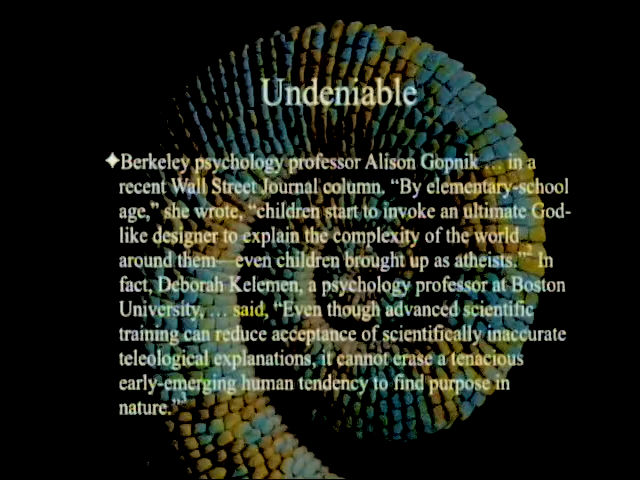 Undeniable
✦Berkeley psychology professor Alison Gopnik … in a
recent Wall Street Journal column. “By elementary-school
age,” she wrote, “children start to invoke an ultimate God-
like designer to explain the complexity of the world
around them—even children brought up as atheists.”² In
fact, Deborah Kelemen, a psychology professor at Boston
University, … said, “Even though advanced scientific
training can reduce acceptance of scientifically inaccurate
teleological explanations, it cannot erase a tenacious
early-emerging human tendency to find purpose in
nature.”³